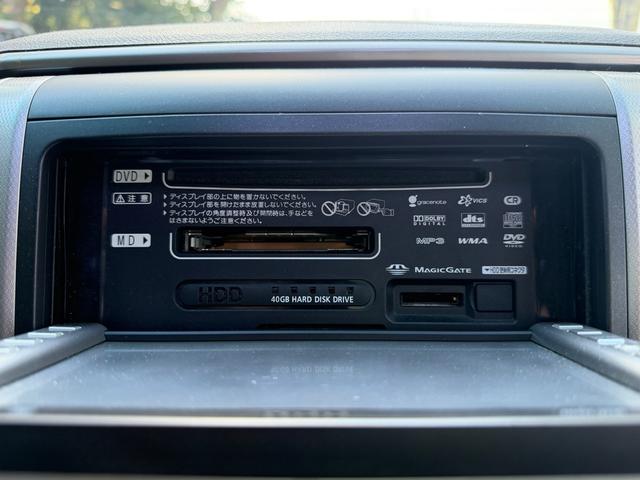 DVD
注意
▸ディスプレイ部の上に物を置かないでください。
▸ディスプレイ部を開けたまま放置しないでください。
▸ディスプレイの角度調整時及び開閉時は、手などを
はさまないようご注意ください。
gracenote
VICS
CR
DOLBY
DIGITAL
dts
MP3
WMA
DVD
MD
MAGICGATE
HDD
40GB HARD DISK DRIVE